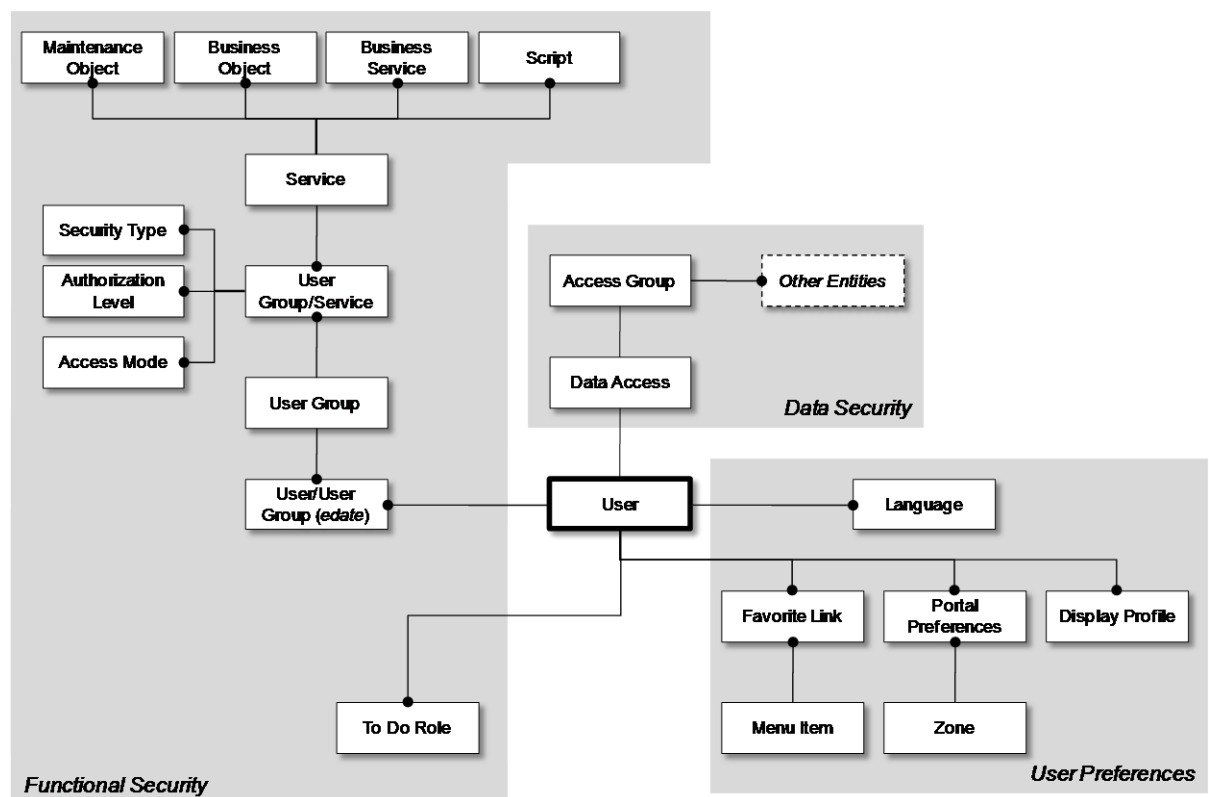 Maintenance
Object
Business
Object
Business
Service
Script
Service
Security Type
Authorization
Level
User
Group/Service
Access Mode
User Group
User/User
Group (edate)
To Do Role
Functional Security
Access Group
Other Entities
Data Access
Data Security
User
Language
Favorite Link
Portal
Preferences
Display Profile
Menu Item
Zone
User Preferences